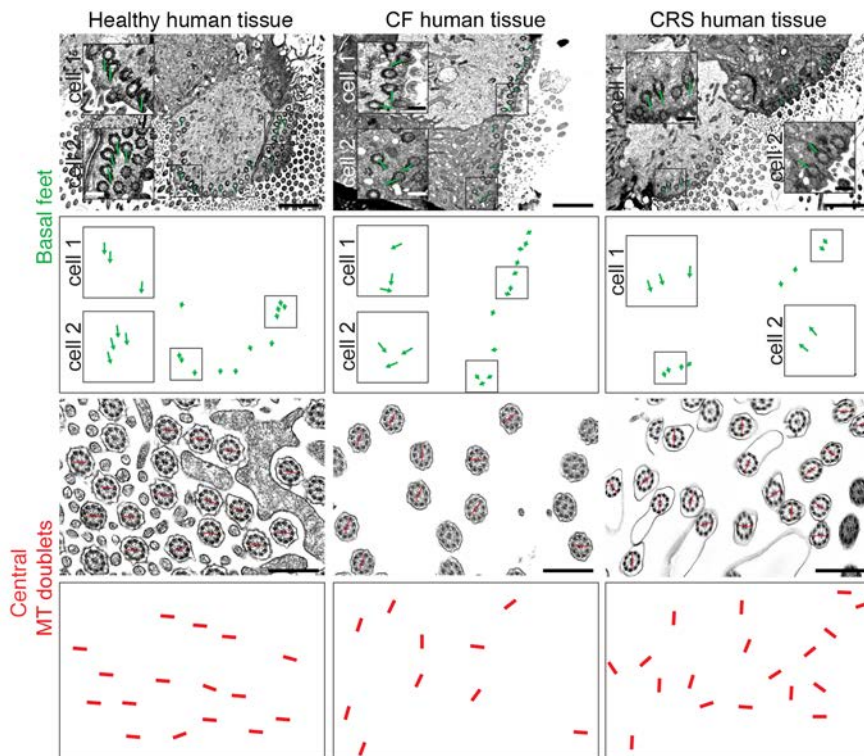 Healthy human tissue
CF human tissue
CRS human tissue
Basal feet
cell 1
cell 2
cell 1
cell 2
cell 1
cell 2
cell 1
cell 2
cell 1
cell 2
cell 1
cell 2
Central
MT doublets